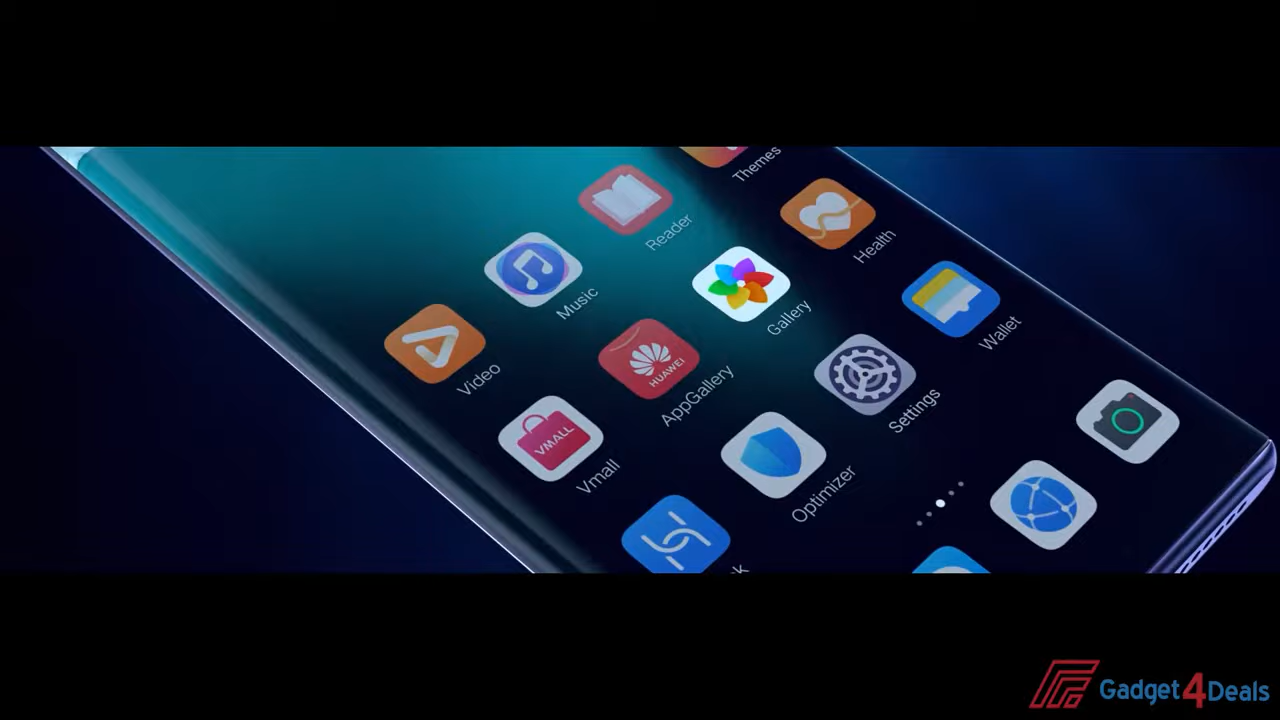 Themes
Reader
Health
Music
Gallery
Wallet
Video
HUAWEI
AppGallery
Settings
VMALL
Vmall
Optimizer
k
Gadget4Deals